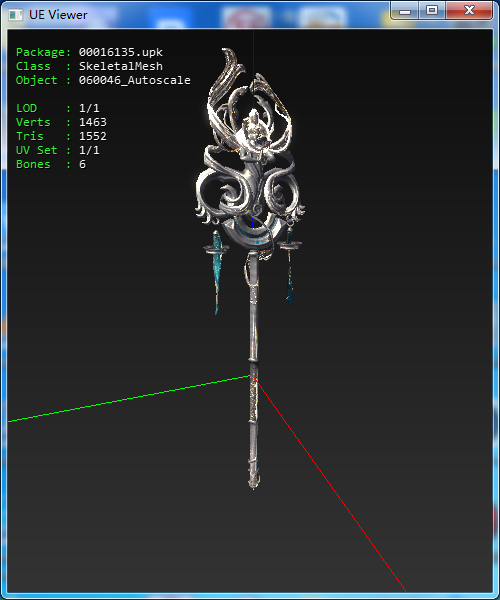 UE Viewer
Package: 00016135.upk
Class : SkeletalMesh
Object : 060046_Autoscale
LOD : 1/1
Verts : 1463
Tris : 1552
UV Set : 1/1
Bones : 6